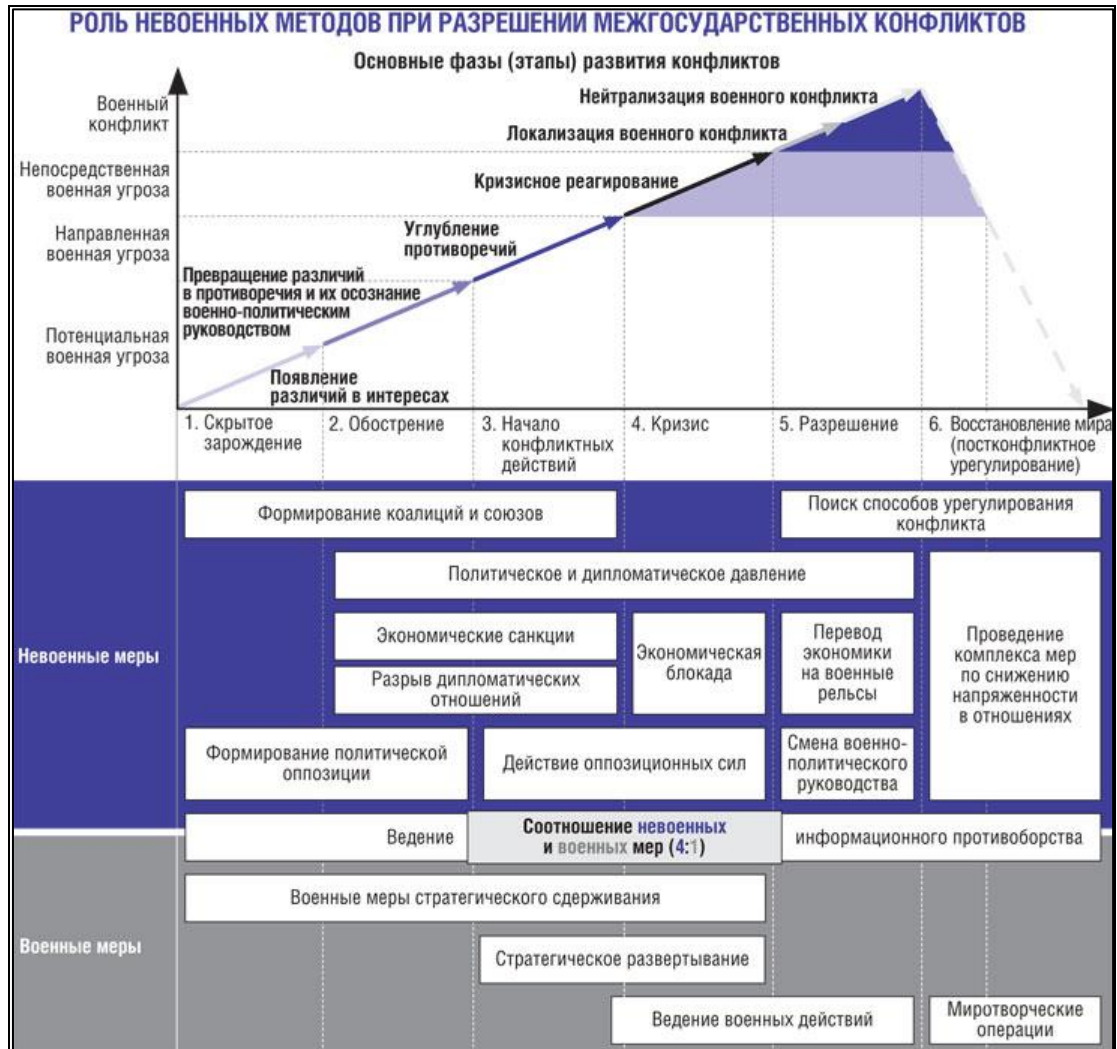 РОЛЬ НЕВОЕННЫХ МЕТОДОВ ПРИ РАЗРЕШЕНИИ МЕЖГОСУДАРСТВЕННЫХ КОНФЛИКТОВ
Основные фазы (этапы) развития конфликтов
Военный
конфликт
Непосредственная
военная угроза
Направленная
военная угроза
Потенциальная
военная угроза
Нейтрализация военного конфликта
Локализация военного конфликта
Кризисное реагирование
Углубление
противоречий
Превращение различий
в противоречия и их осознание
военно-политическим
руководством
Появление
различий в интересах
1. Скрытое
зарождение
2. Обострение
3. Начало
конфликтных
действий
4. Кризис
5. Разрешение
6. Восстановление мира
(постконфликтное
урегулирование)
Невоенные меры
Формирование коалиций и союзов
Поиск способов урегулирования
конфликта
Политическое и дипломатическое давление
Экономические санкции
Разрыв дипломатических
отношений
Экономическая
блокада
Перевод
экономики
на военные
рельсы
Проведение
комплекса мер
по снижению
напряженности
в отношениях
Формирование политической
оппозиции
Действие оппозиционных сил
Смена военно-
политического
руководства
Ведение
Соотношение невоенных
и военных мер (4:1)
информационного противоборства
Военные меры
Военные меры стратегического сдерживания
Стратегическое развертывание
Ведение военных действий
Миротворческие
операции